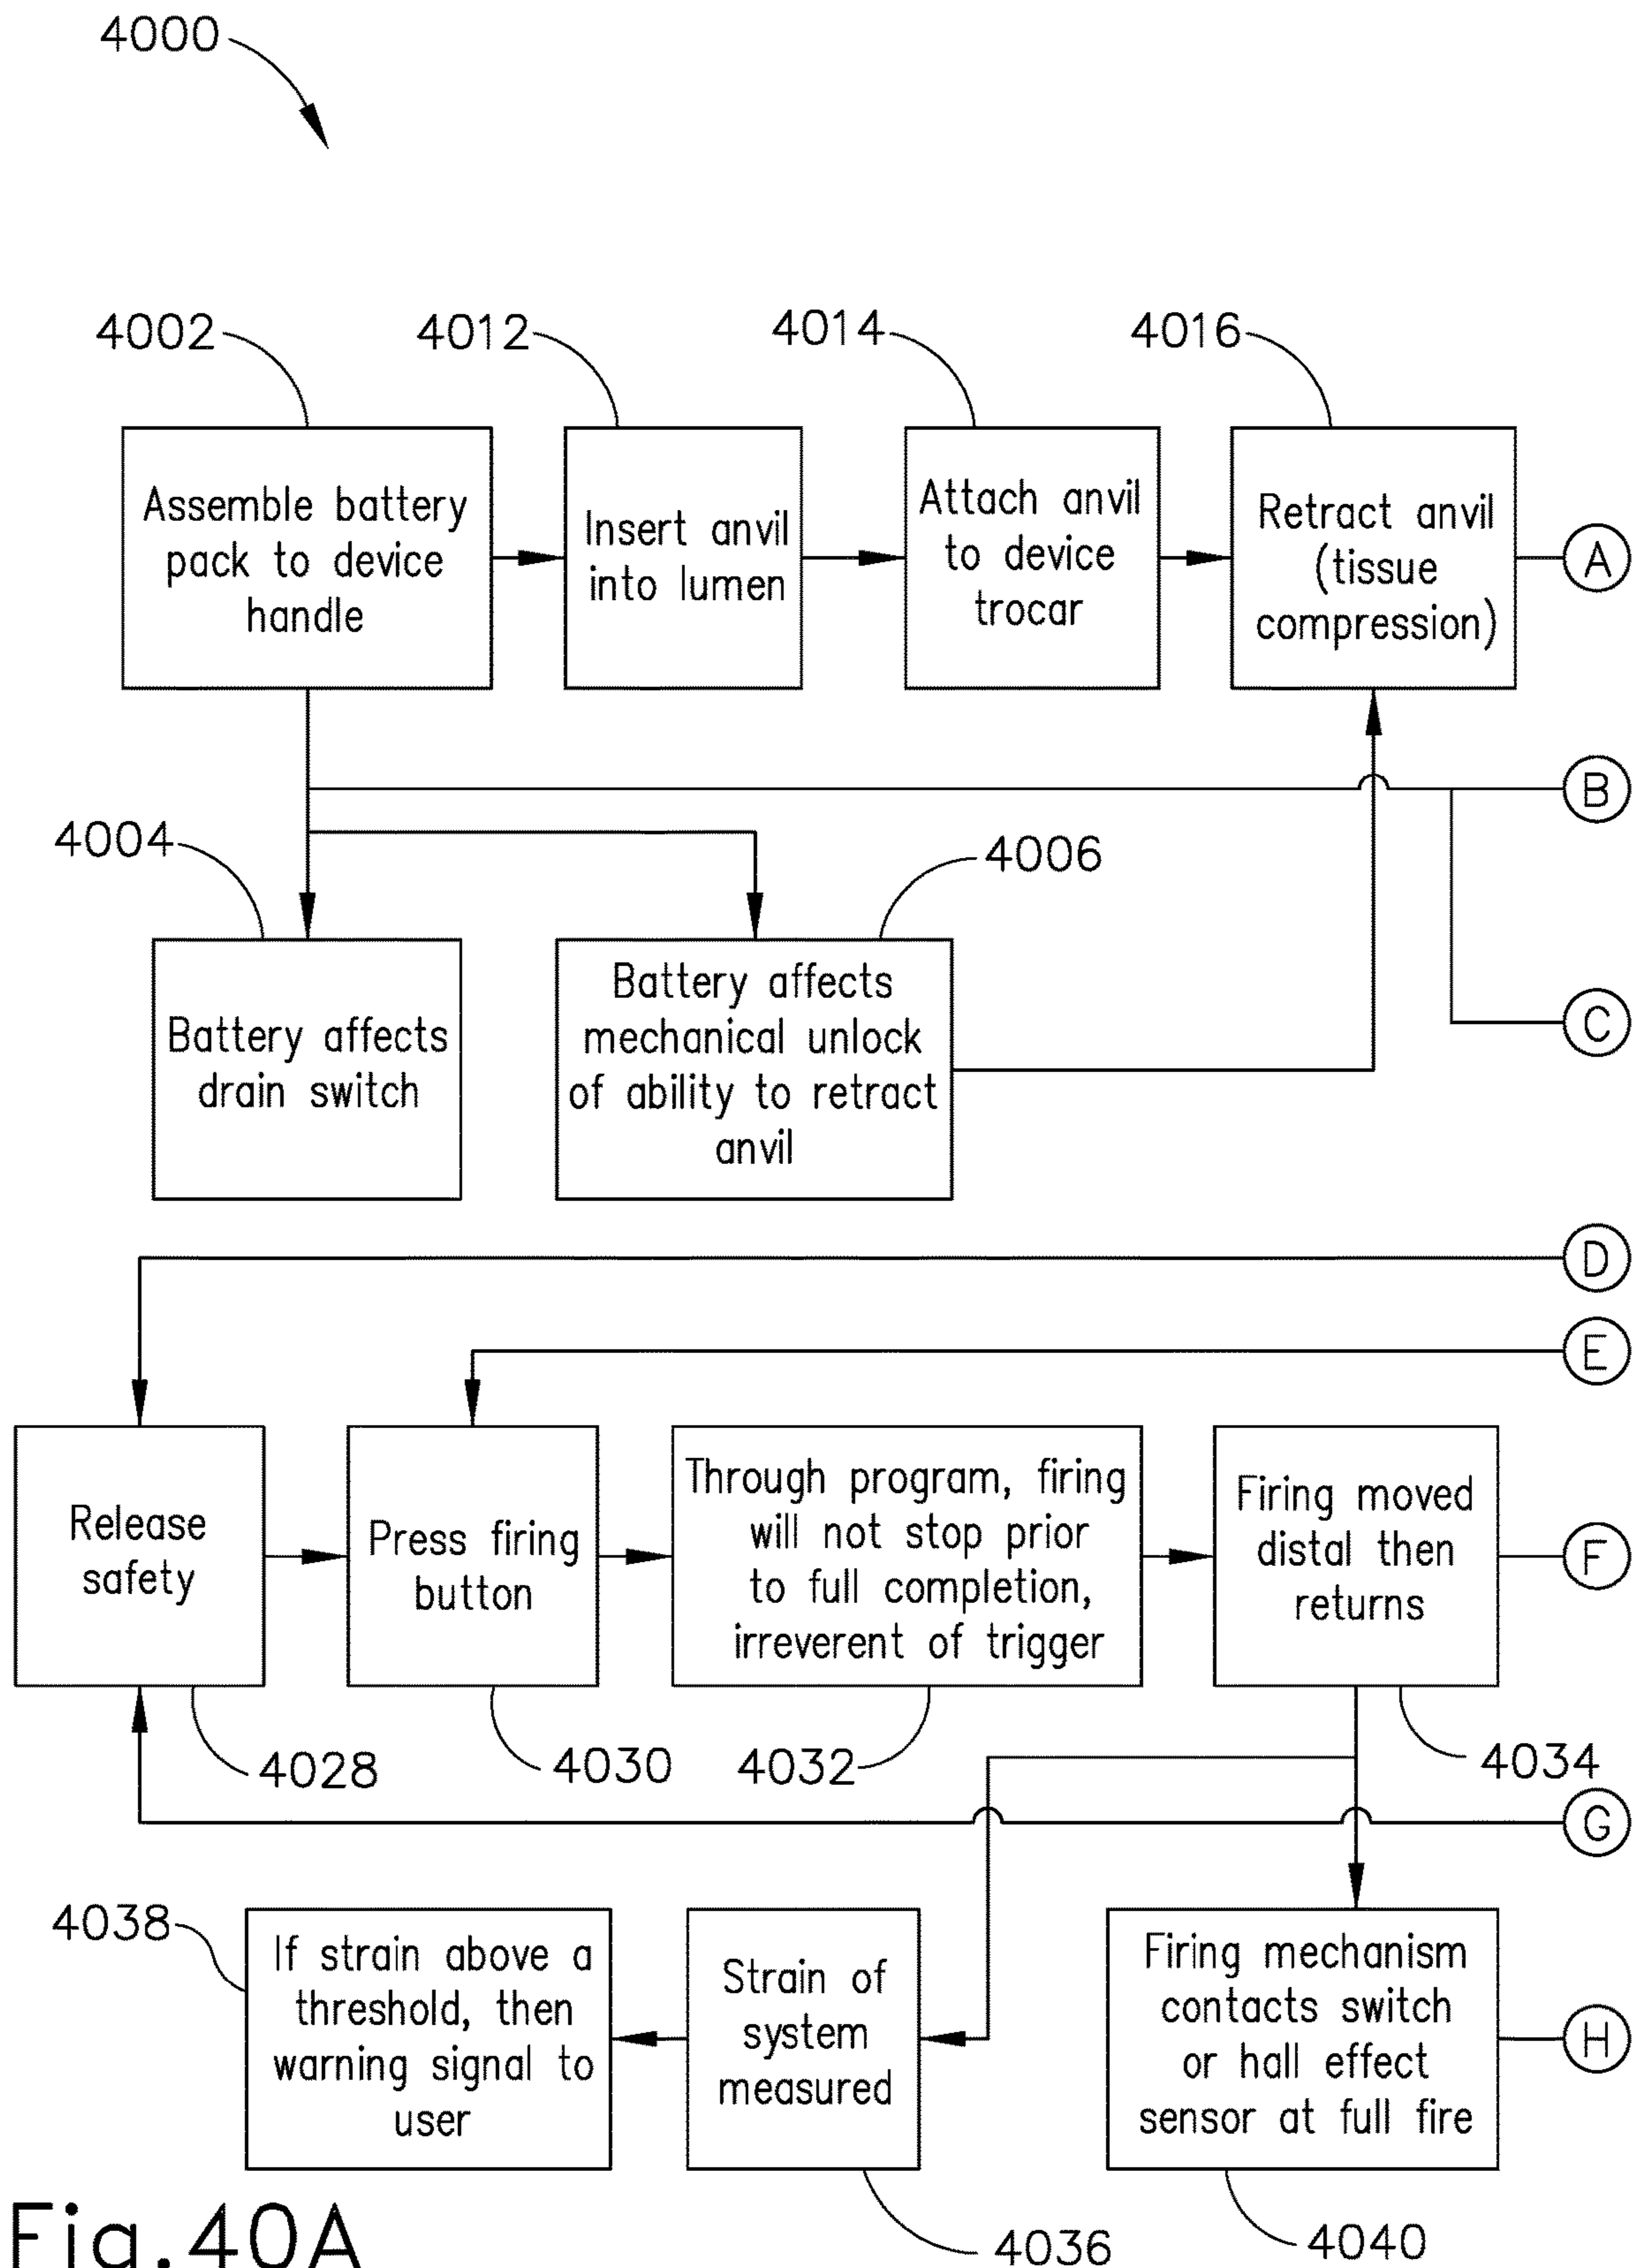 4000
4002
4012
4014
4016
Assemble battery
pack to device
handle
Insert anvil
into lumen
Attach anvil
to device
trocar
Retract anvil
(tissue
compression)
A
B
4004
4006
Battery affects
drain switch
Battery affects
mechanical unlock
of ability to retract
anvil
C
D
E
Release
safety
Press firing
button
Through program, firing
will not stop prior
to full completion,
irreverent of trigger
Firing moved
distal then
returns
F
4028
4030
4032
4034
G
4038
If strain above a
threshold, then
warning signal to
user
Strain of
system
measured
Firing mechanism
contacts switch
or hall effect
sensor at full fire
H
4036
4040
Fig.40A